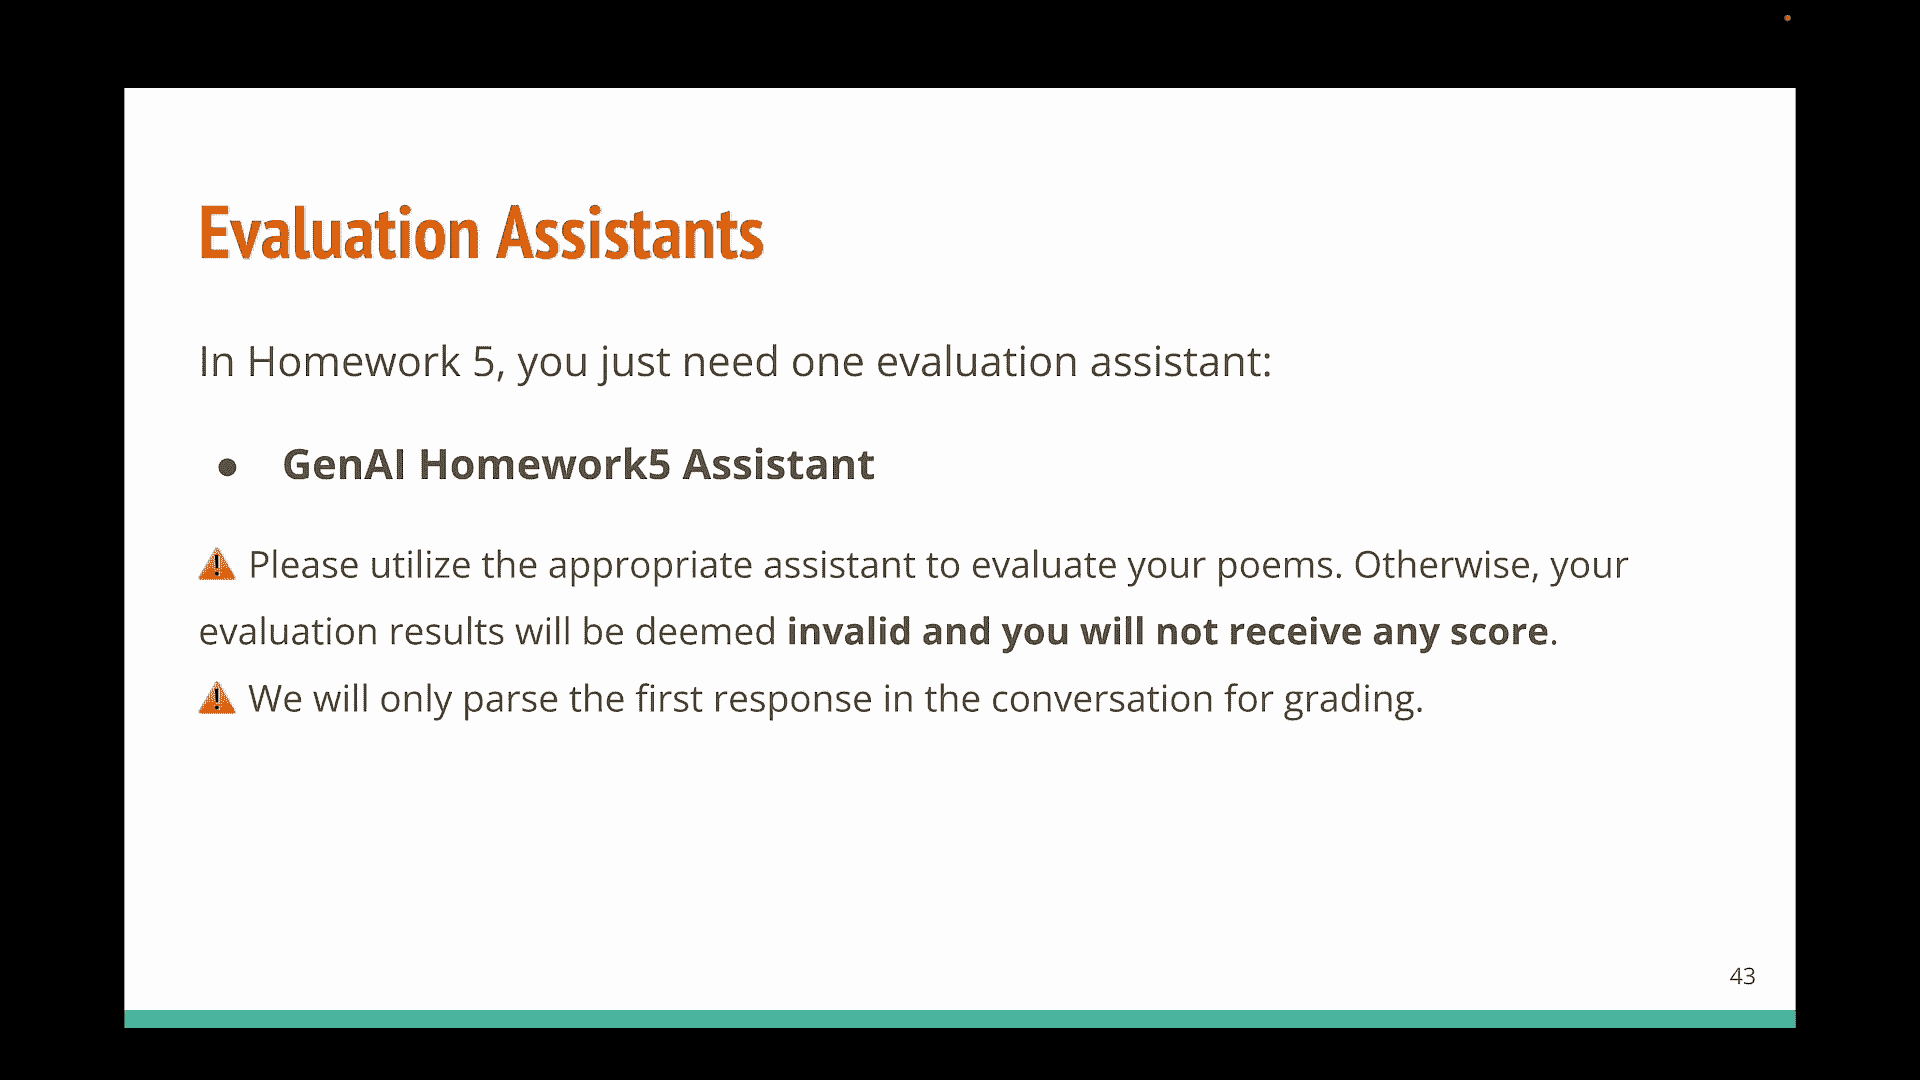 Evaluation Assistants
In Homework 5, you just need one evaluation assistant:
● GenAI Homework5 Assistant
⚠ Please utilize the appropriate assistant to evaluate your poems. Otherwise, your
evaluation results will be deemed invalid and you will not receive any score.
⚠ We will only parse the first response in the conversation for grading.
43